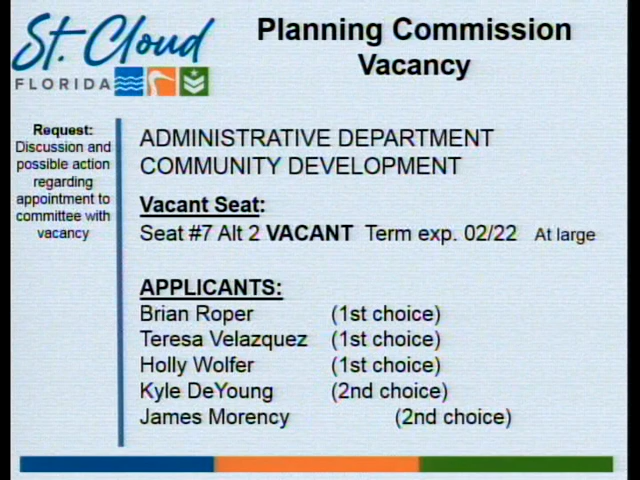 St. Cloud
FLORIDA
Planning Commission
Vacancy
Request:
Discussion and
possible action
regarding
appointment to
committee with
vacancy
ADMINISTRATIVE DEPARTMENT
COMMUNITY DEVELOPMENT
Vacant Seat:
Seat #7 Alt 2 VACANT Term exp. 02/22 At large
APPLICANTS:
Brian Roper (1st choice)
Teresa Velazquez (1st choice)
Holly Wolfer (1st choice)
Kyle DeYoung (2nd choice)
James Morency (2nd choice)